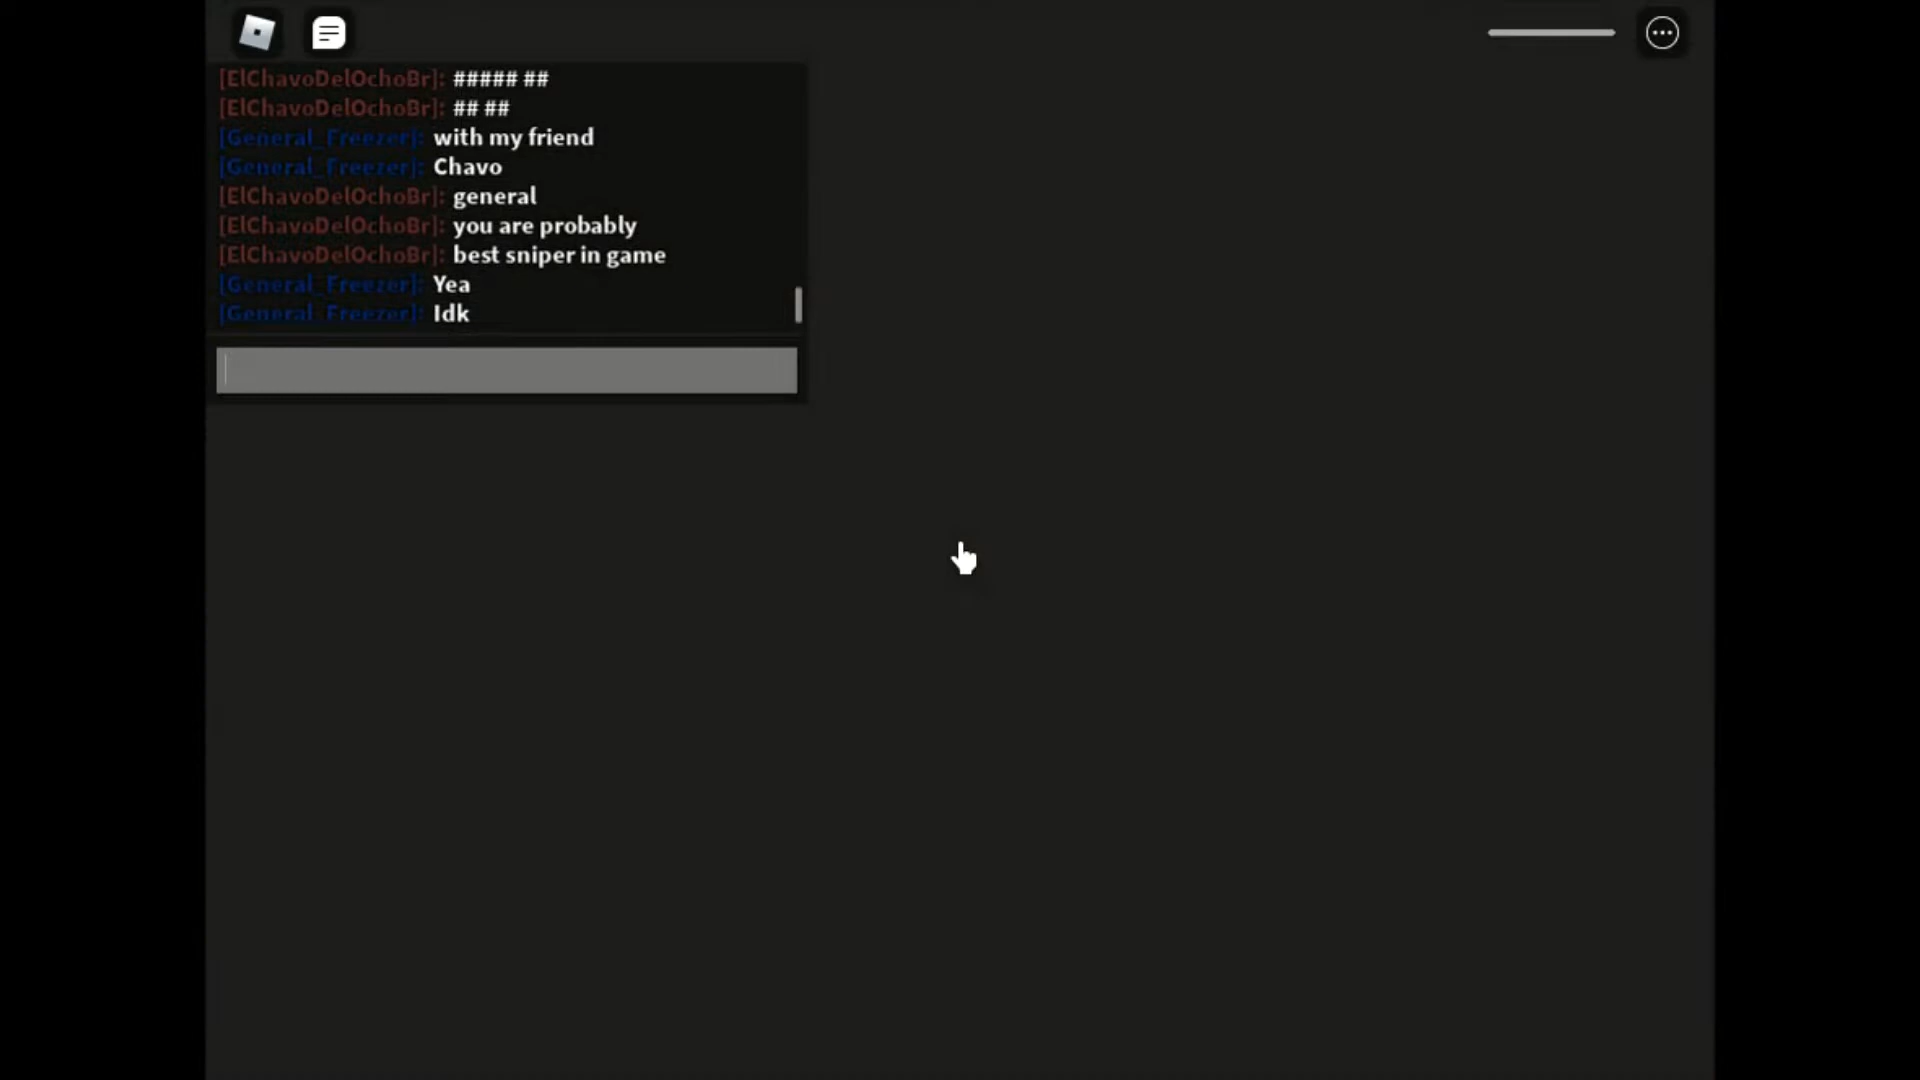 [ElChavoDelOchoBr]: ##### ##
[ElChavoDelOchoBr]: ## ##
[General_Freezer]: with my friend
[General_Freezer]: Chavo
[ElChavoDelOchoBr]: general
[ElChavoDelOchoBr]: you are probably
[ElChavoDelOchoBr]: best sniper in game
[General_Freezer]: Yea
[General_Freezer]: Idk